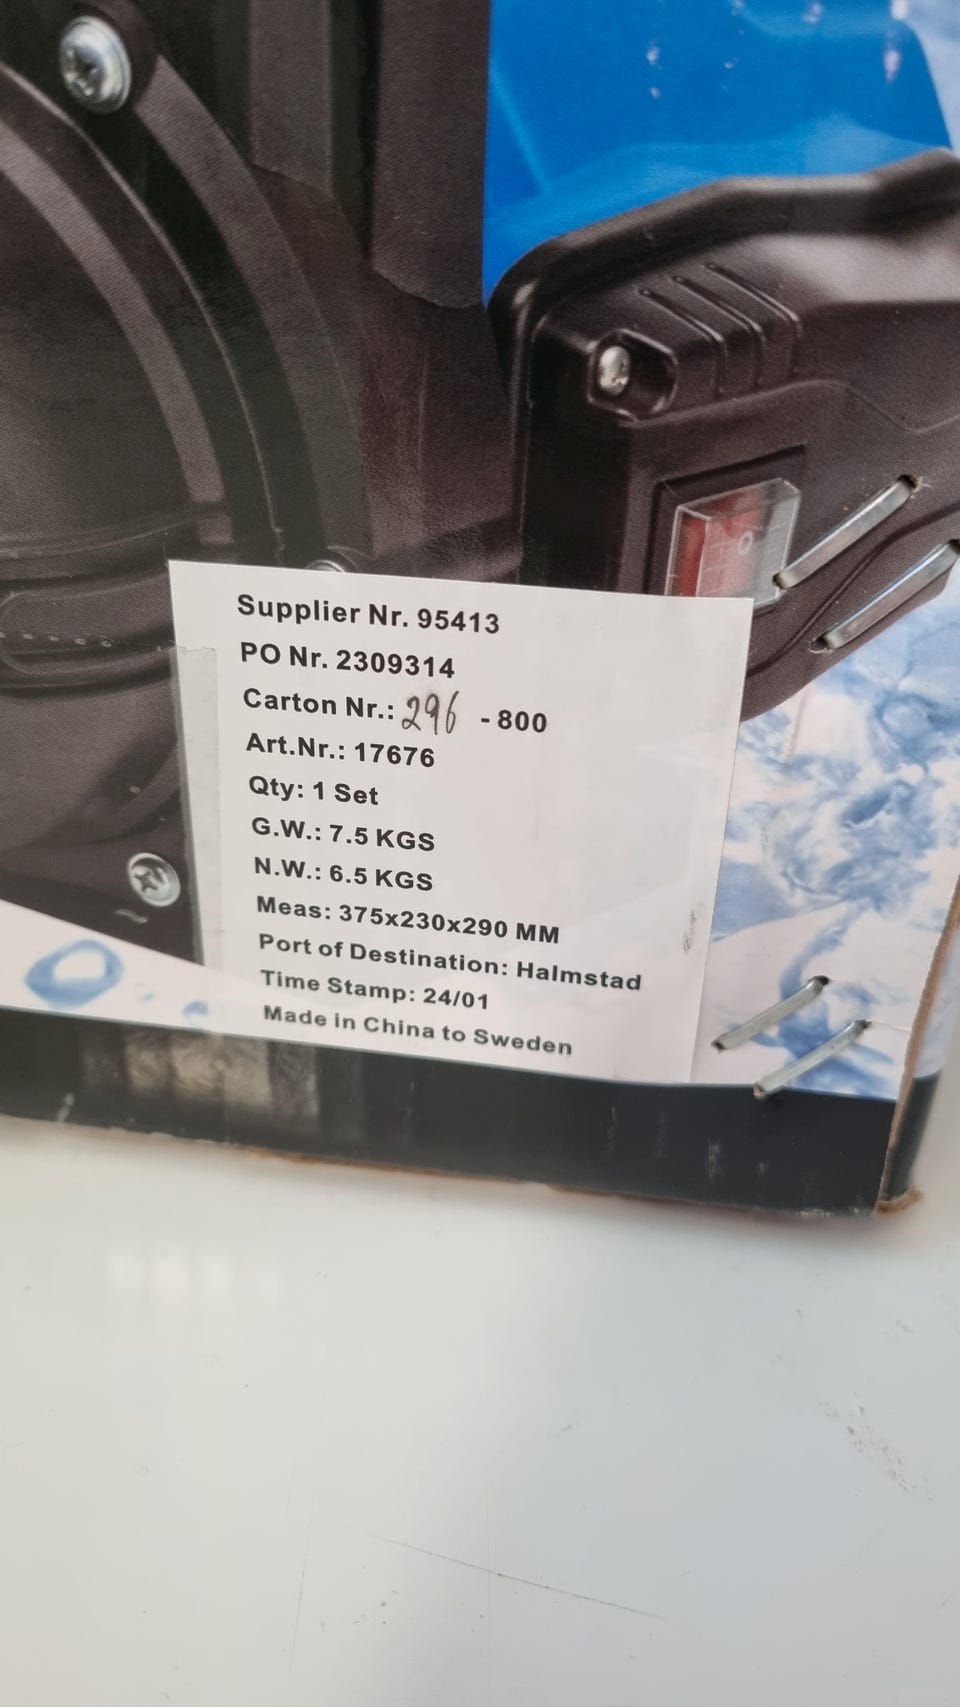 Supplier Nr. 95413
PO Nr. 2309314
Carton Nr.: 296 - 800
Art.Nr.: 17676
Qty: 1 Set
G.W.: 7.5 KGS
N.W.: 6.5 KGS
Meas: 375x230x290 MM
Port of Destination: Halmstad
Time Stamp: 24/01
Made in China to Sweden